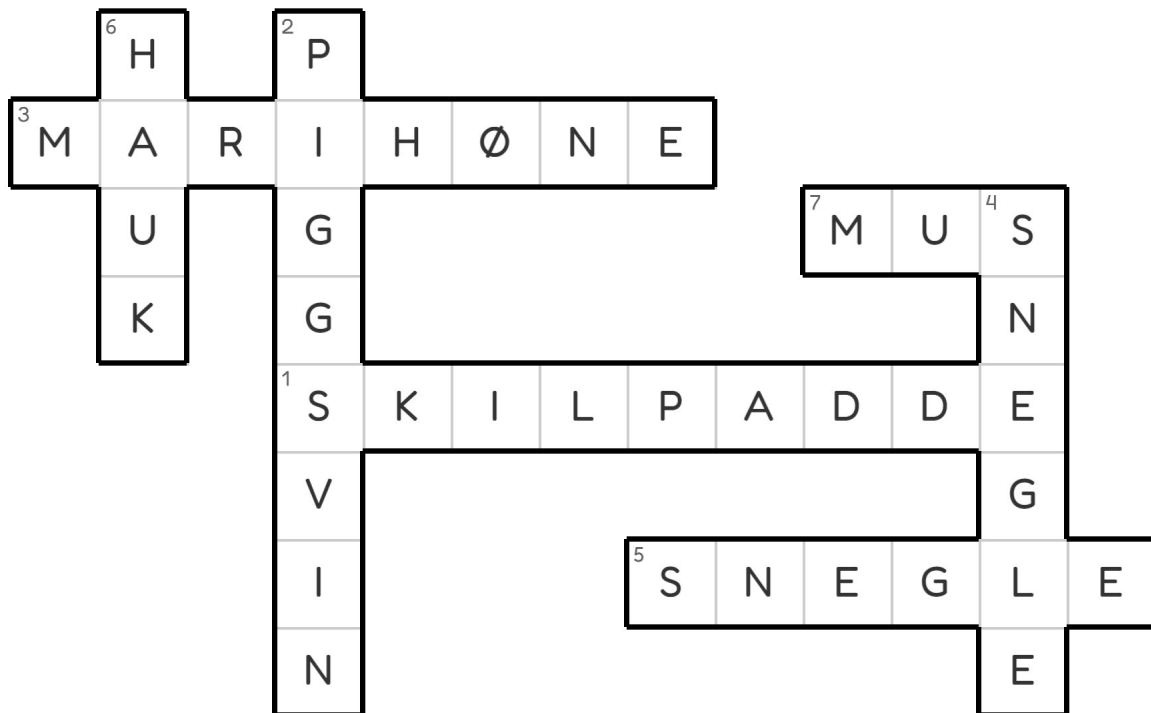 6 H 2 P
3 M A R I H Ø N E
U G 7 M U 4 S
K G N
1 S K I L P A D D E
V G
I 5 S N E G L E
N E